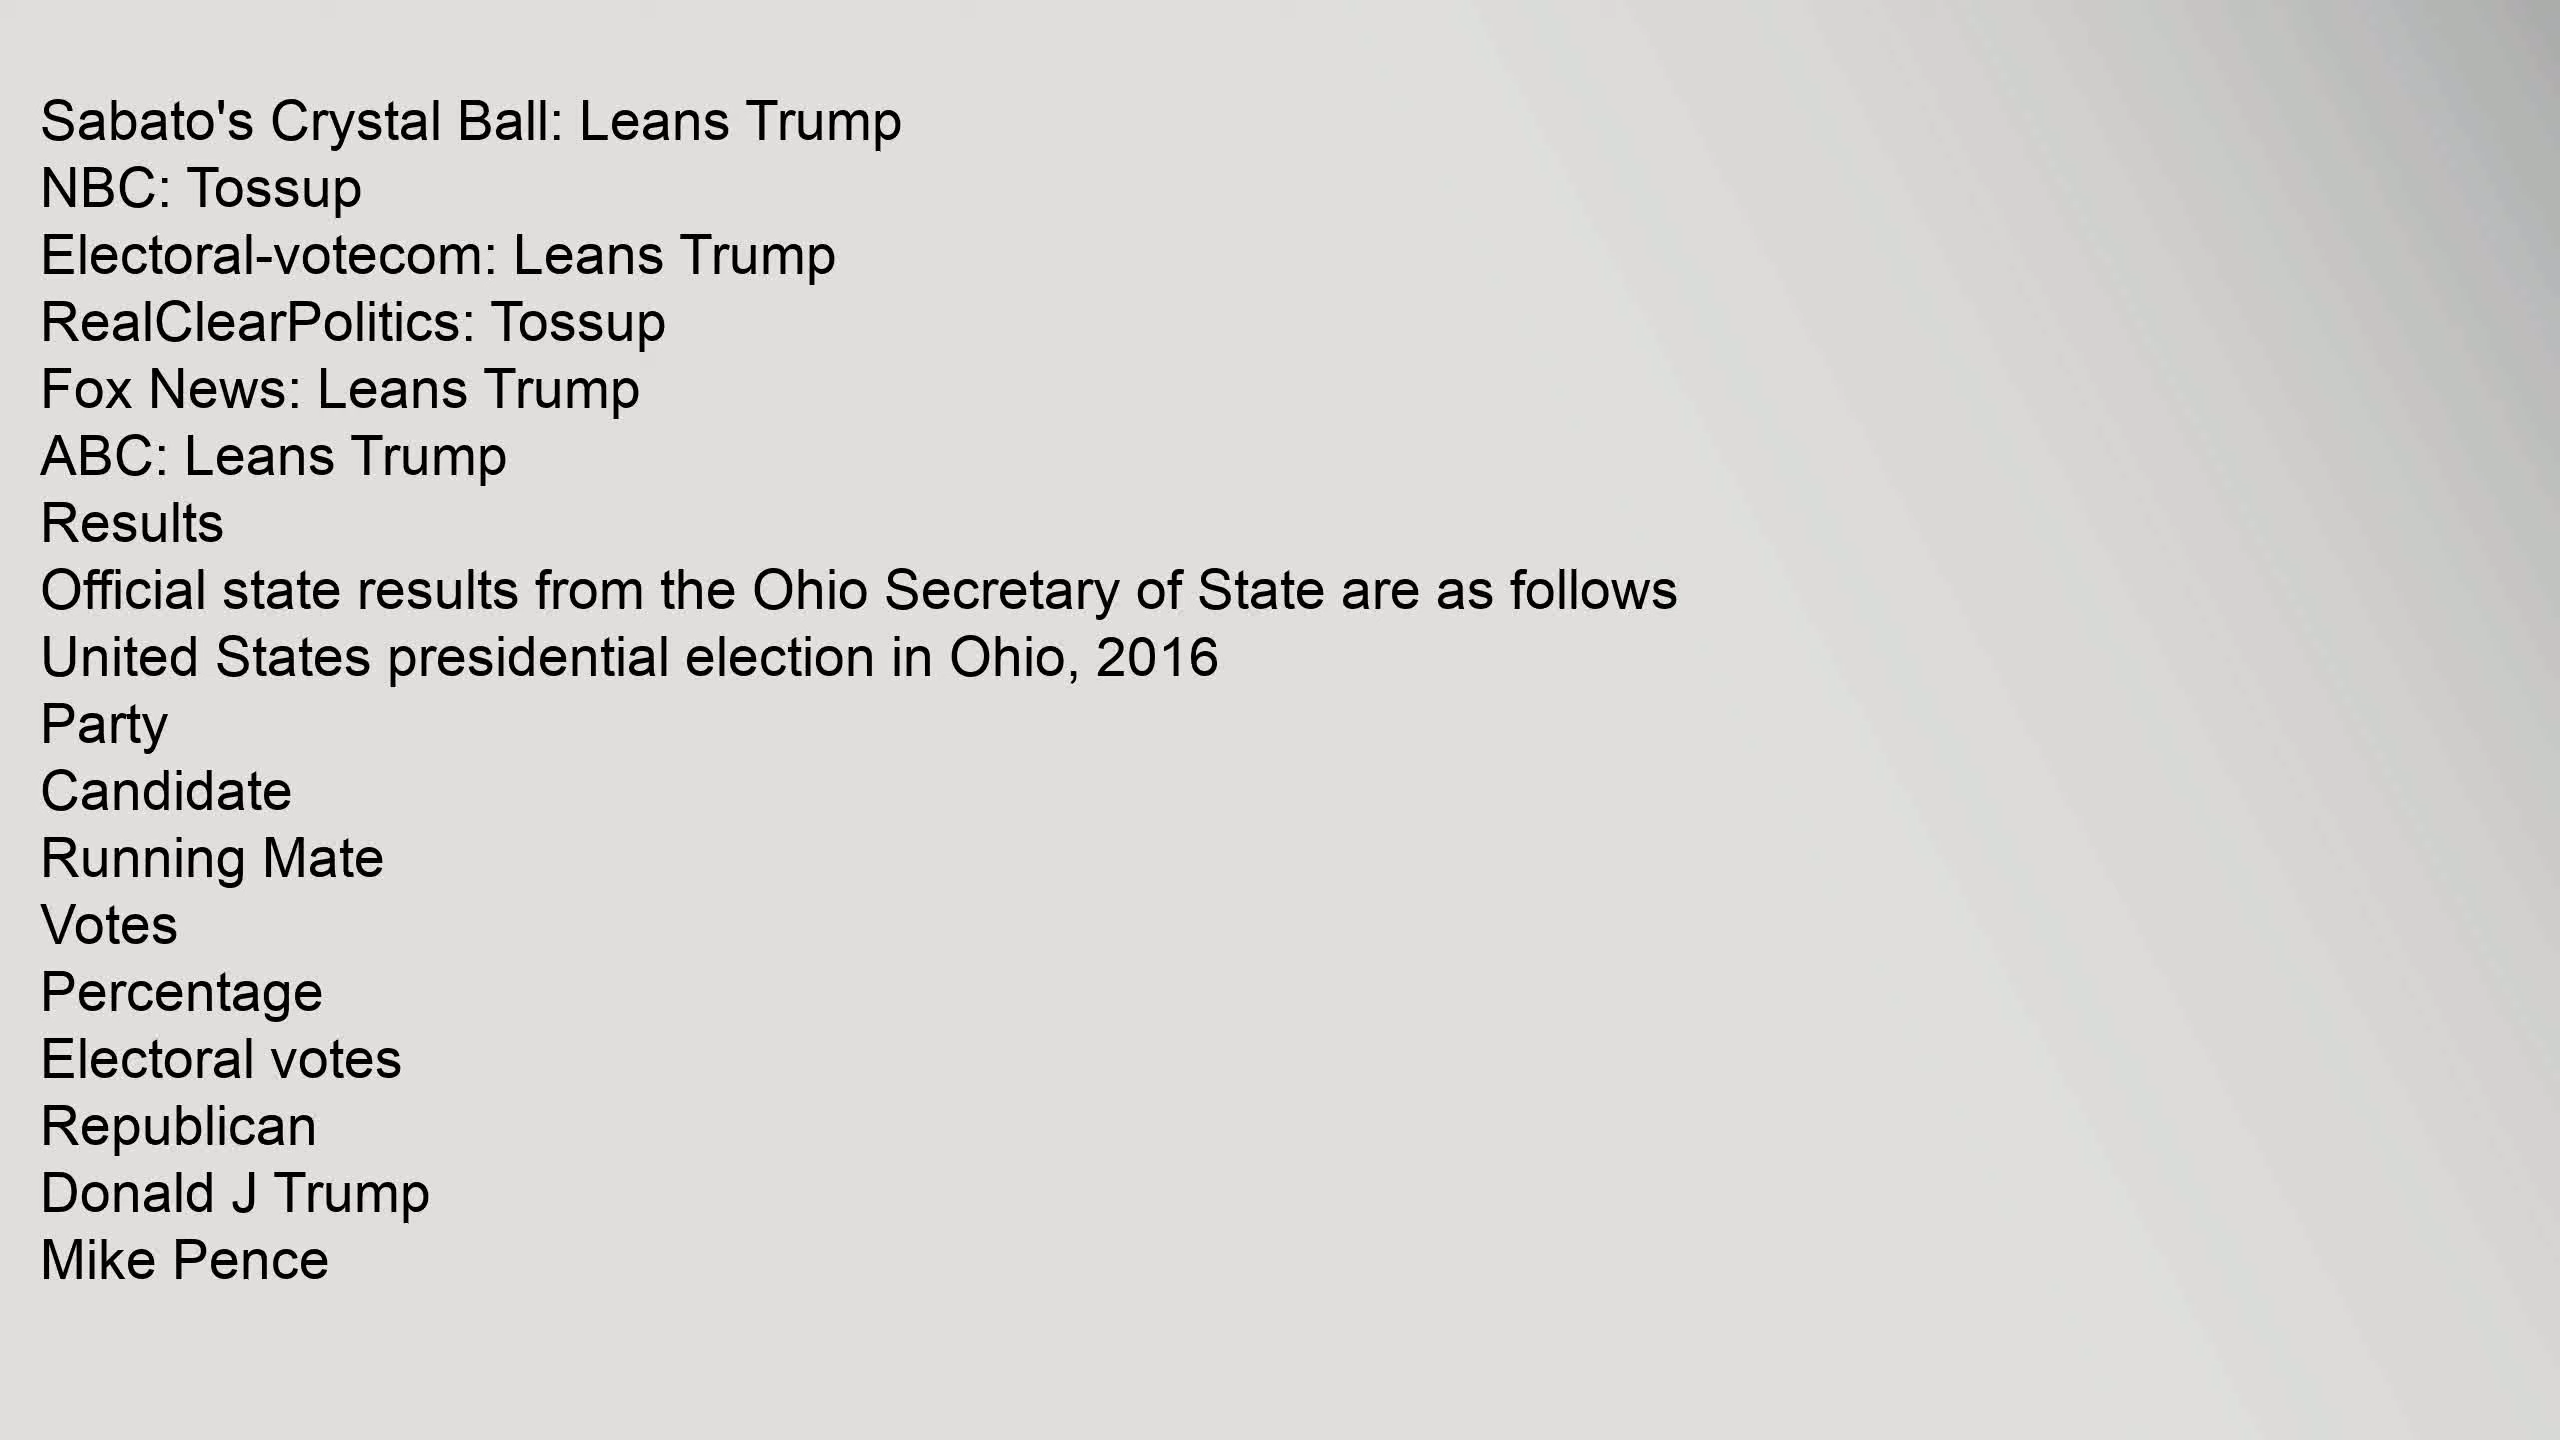 Sabato's Crystal Ball: Leans Trump
NBC: Tossup
Electoral-votecom: Leans Trump
RealClearPolitics: Tossup
Fox News: Leans Trump
ABC: Leans Trump
Results
Official state results from the Ohio Secretary of State are as follows
United States presidential election in Ohio, 2016
Party
Candidate
Running Mate
Votes
Percentage
Electoral votes
Republican
Donald J Trump
Mike Pence